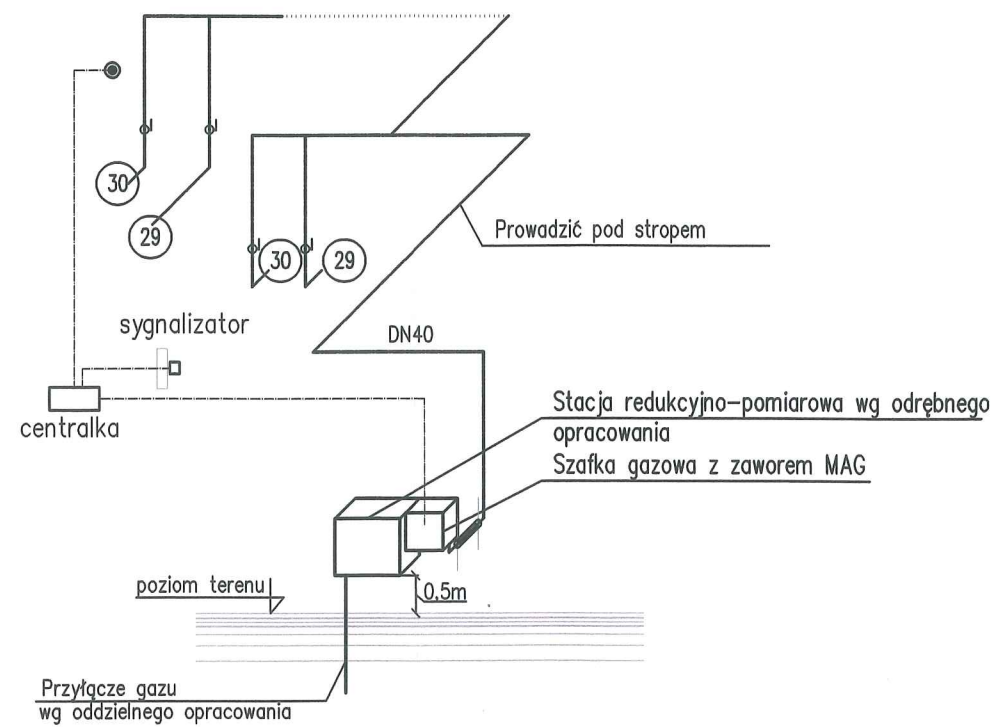 30
29
30
29
Prowadzić pod stropem
sygnalizator
DN40
centralka
Stacja redukcyjno-pomiarowa wg odrębnego
opracowania
Szafka gazowa z zaworem MAG
poziom terenu
0,5m
Przyłącze gazu
wg oddzielnego opracowania